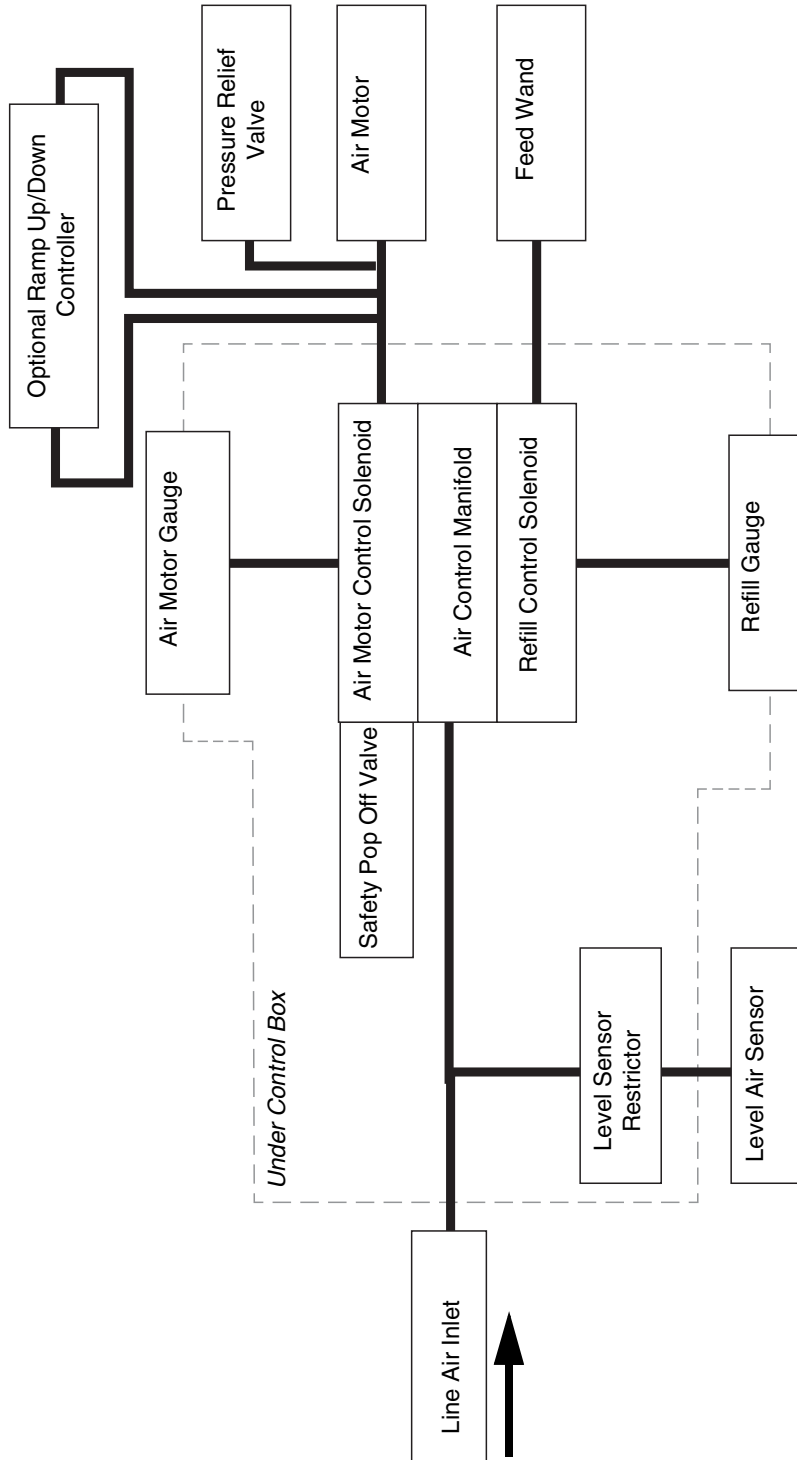 Optional Ramp Up/Down
Controller
Pressure Relief
Valve
Air Motor
Feed Wand
Air Motor Gauge
Air Motor Control Solenoid
Air Control Manifold
Refill Control Solenoid
Refill Gauge
Safety Pop Off Valve
Under Control Box
Level Sensor
Restrictor
Level Air Sensor
Line Air Inlet